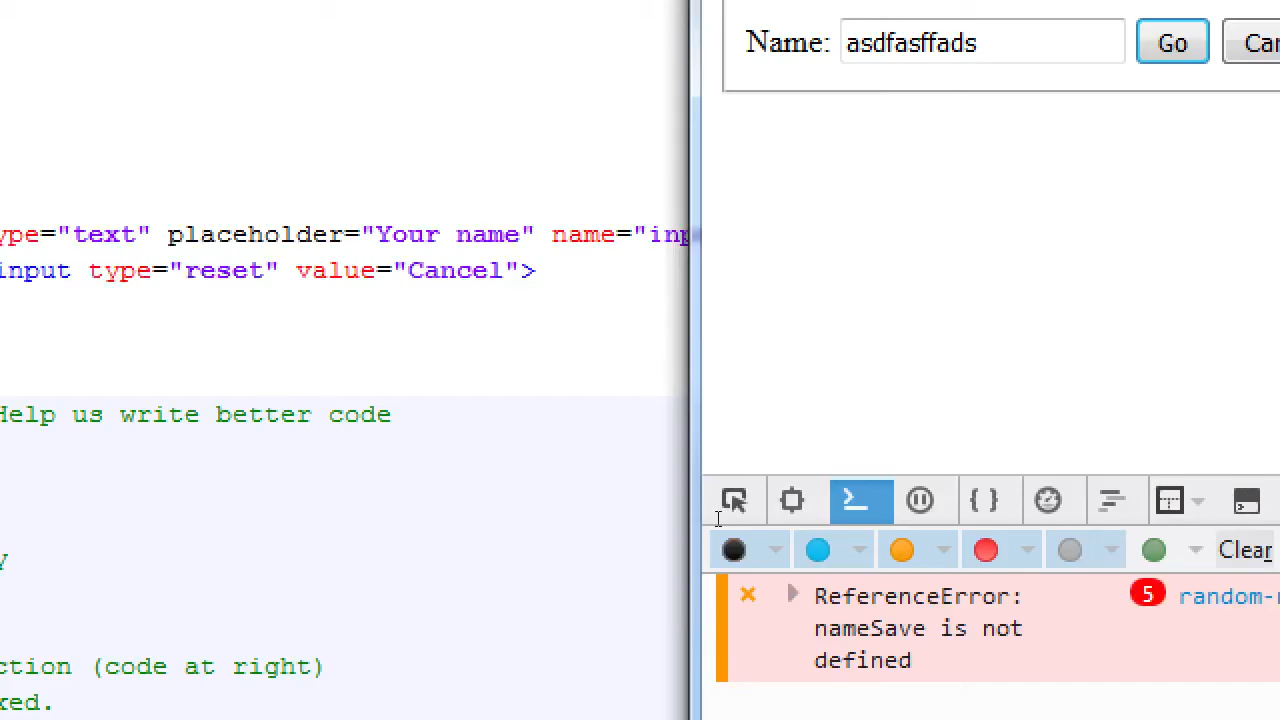 ype="text" placeholder="Your name" name="inp
input type="reset" value="Cancel">
Help us write better code
y
ction (code at right)
ked.
Name: asdfasffads Go Can
Clear
ReferenceError: 5 random-
nameSave is not
defined